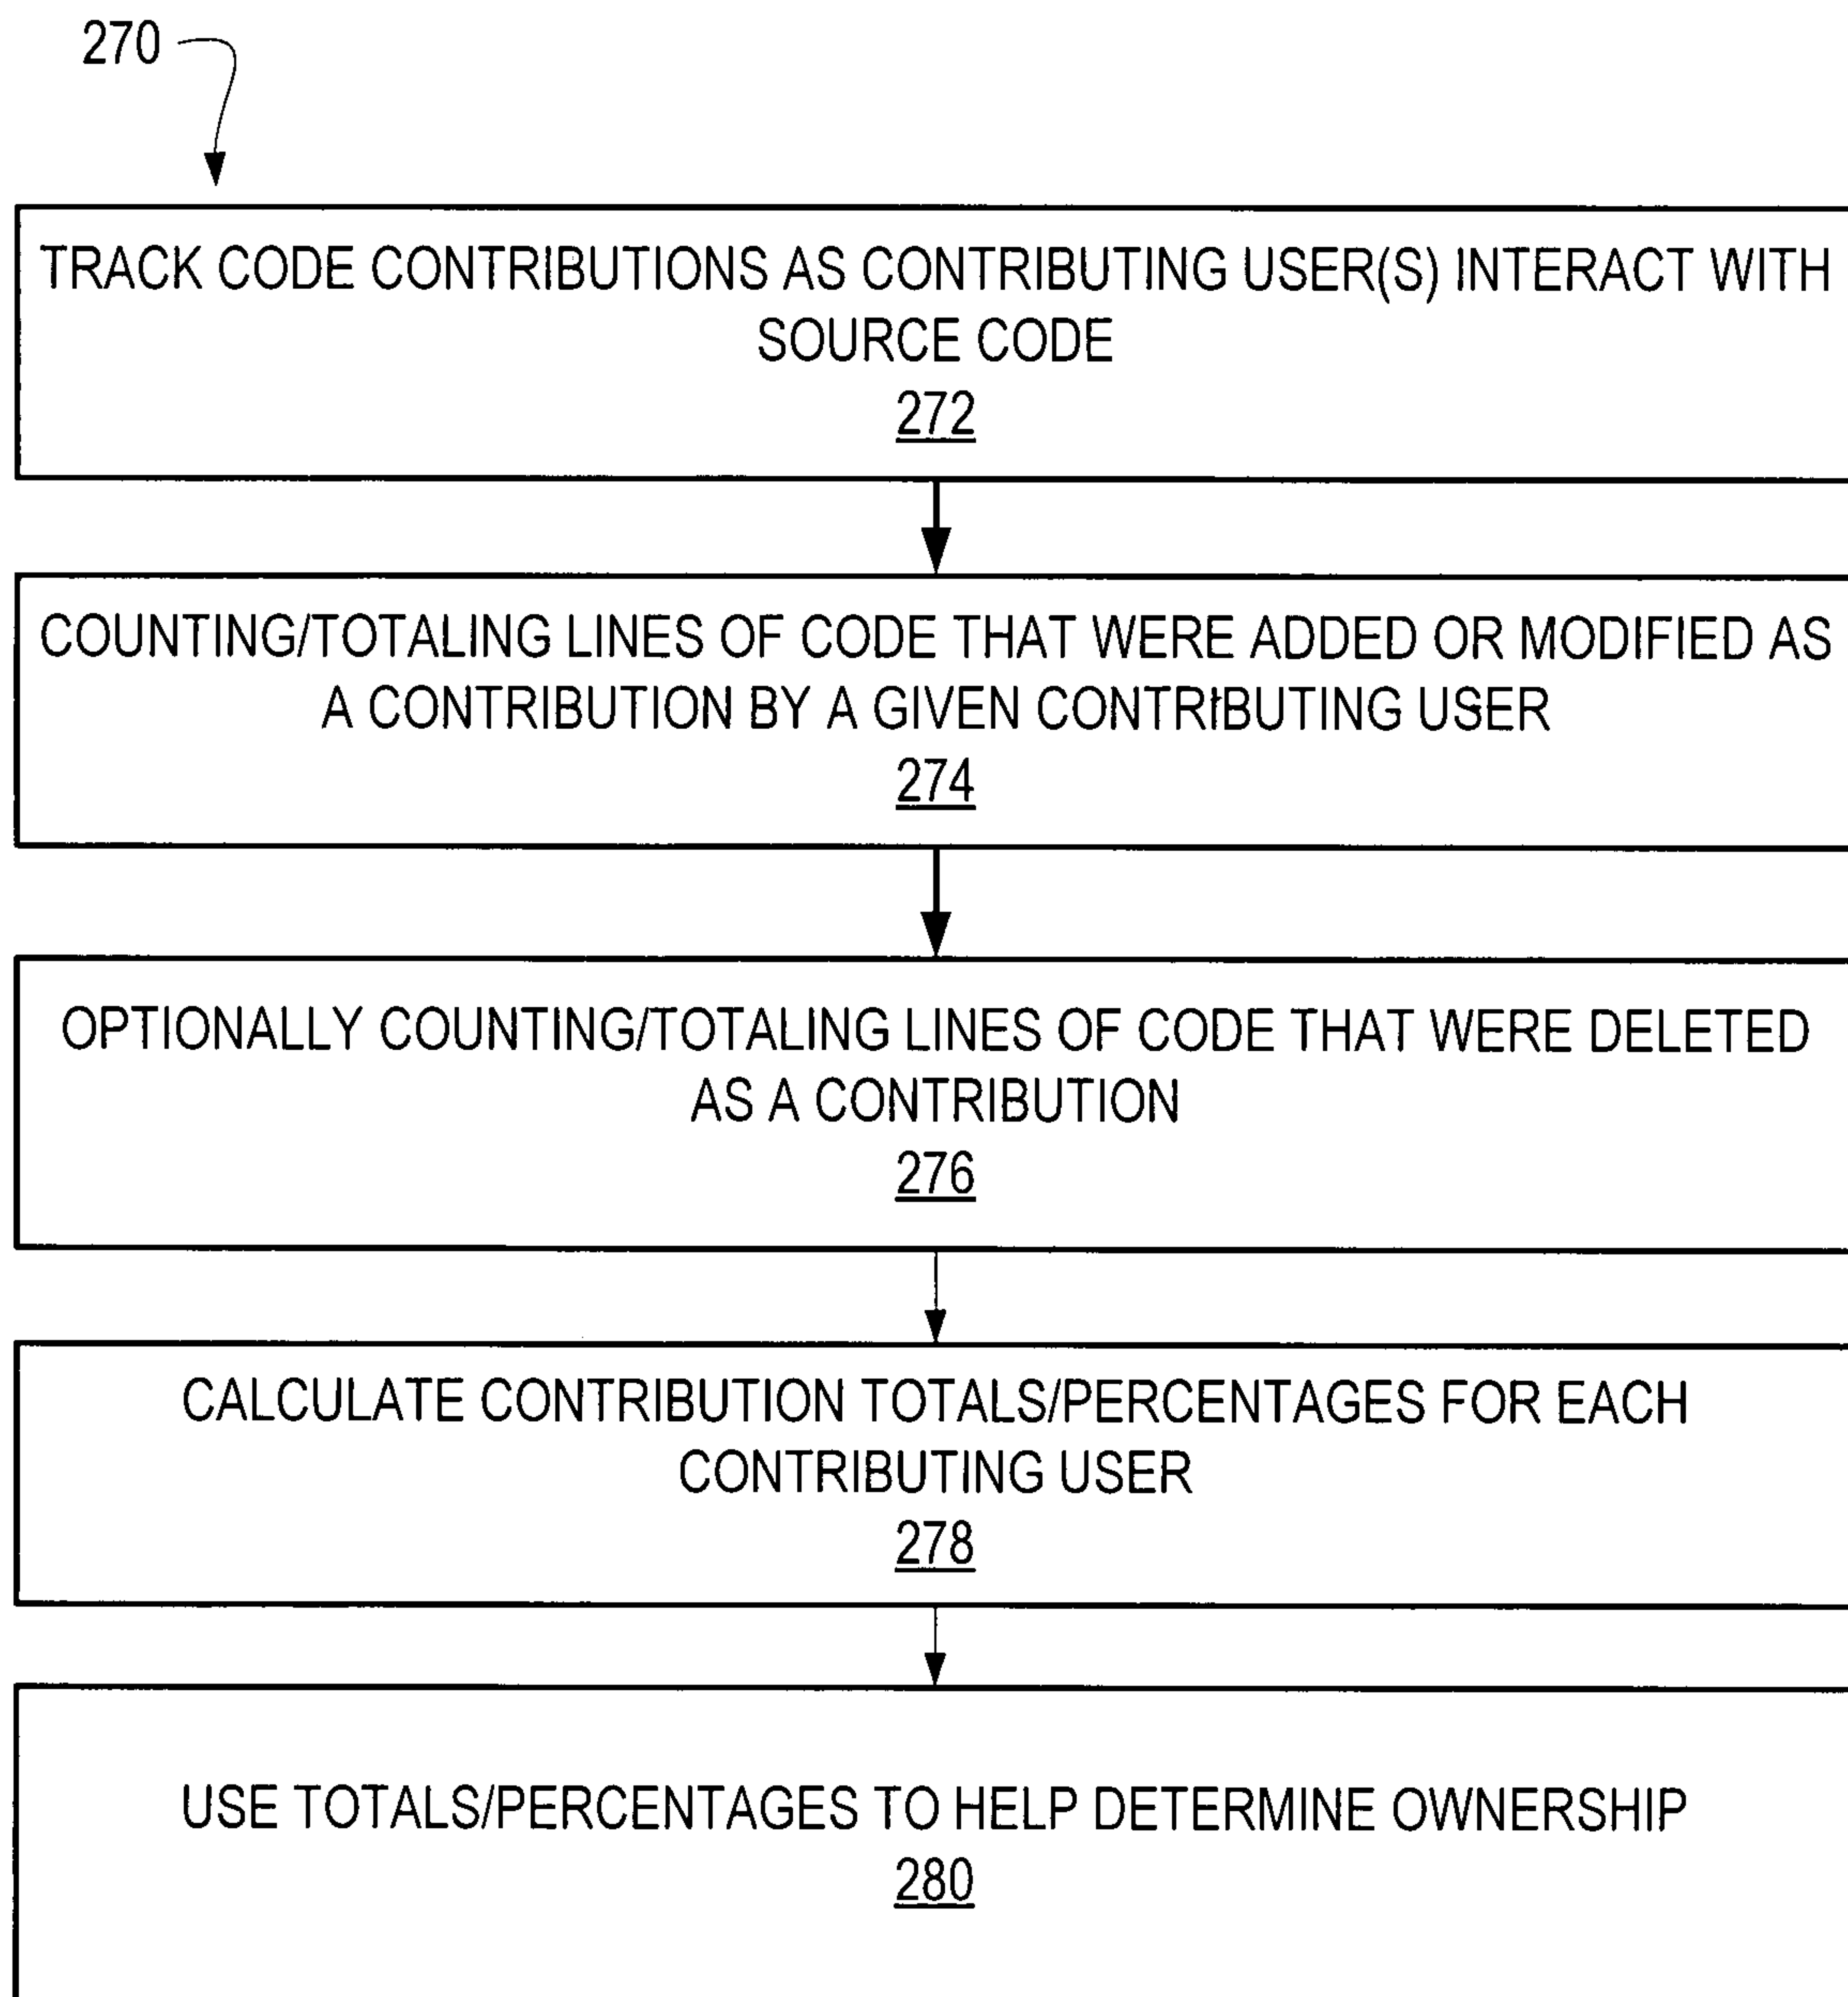 270
TRACK CODE CONTRIBUTIONS AS CONTRIBUTING USER(S) INTERACT WITH
SOURCE CODE
272
COUNTING/TOTALING LINES OF CODE THAT WERE ADDED OR MODIFIED AS
A CONTRIBUTION BY A GIVEN CONTRIBUTING USER
274
OPTIONALLY COUNTING/TOTALING LINES OF CODE THAT WERE DELETED
AS A CONTRIBUTION
276
CALCULATE CONTRIBUTION TOTALS/PERCENTAGES FOR EACH
CONTRIBUTING USER
278
USE TOTALS/PERCENTAGES TO HELP DETERMINE OWNERSHIP
280